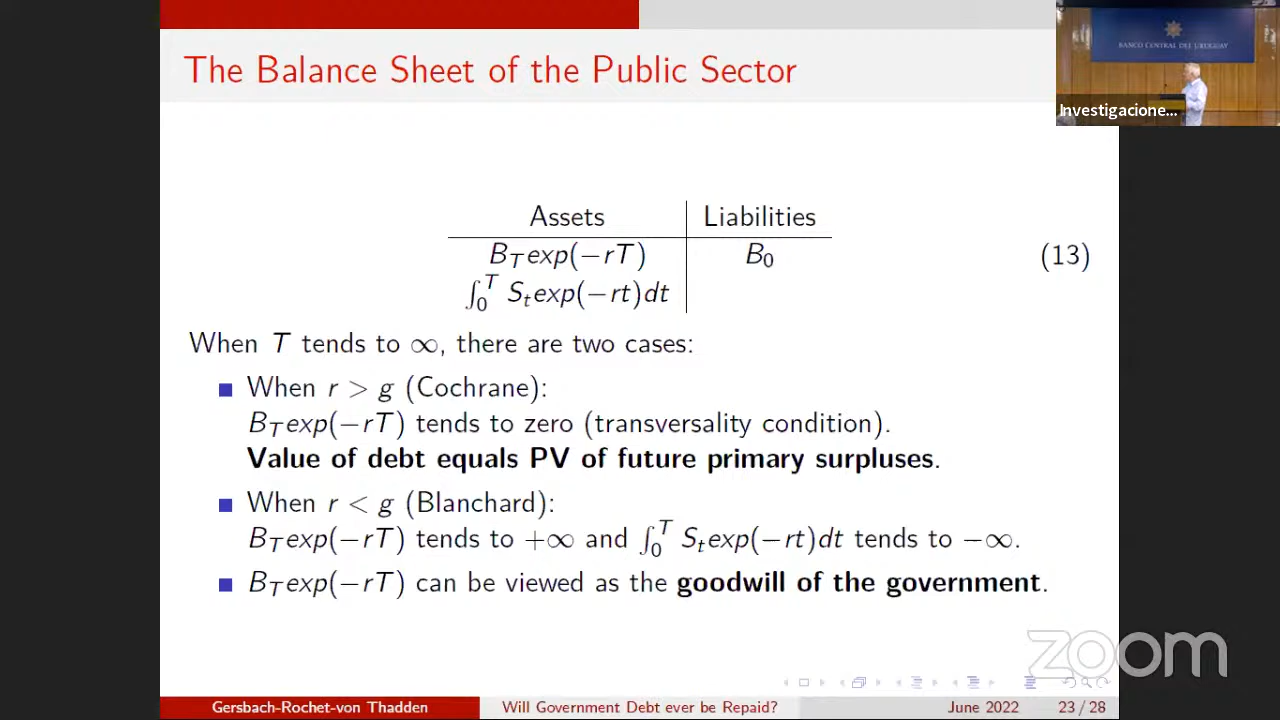 The Balance Sheet of the Public Sector
BANCO CENTRAL DEL URUGUAY
Investigacione...
Assets Liabilities
B_T exp(−rT) B_0 (13)
∫_0^T S_t exp(−rt)dt
When T tends to ∞, there are two cases:
When r > g (Cochrane):
B_T exp(−rT) tends to zero (transversality condition).
Value of debt equals PV of future primary surpluses.
When r < g (Blanchard):
B_T exp(−rT) tends to +∞ and ∫_0^T S_t exp(−rt)dt tends to −∞.
B_T exp(−rT) can be viewed as the goodwill of the government.
zoom
Gersbach-Rochet-von Thadden Will Government Debt ever be Repaid? June 2022 23 / 28